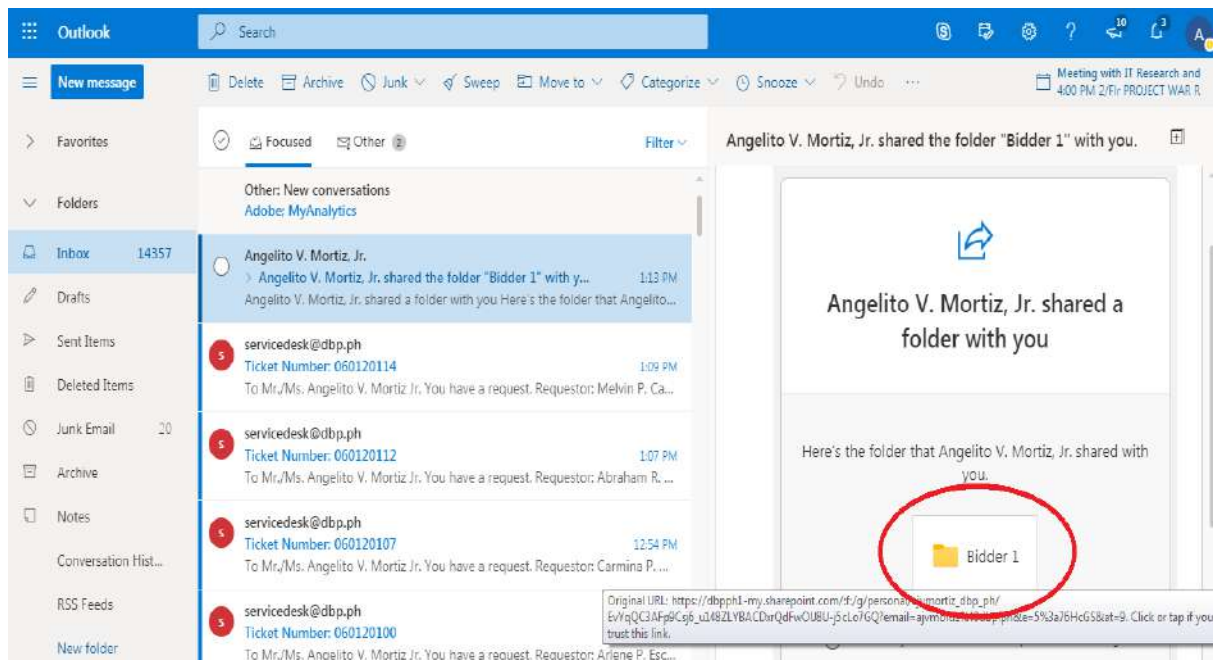 Outlook
Search
10
3
A
New message
Delete
Archive
Junk
Sweep
Move to
Categorize
Snooze
Undo
Meeting with IT Research and
4:00 PM 2/Flr PROJECT WAR R
Favorites
Focused
Other 2
Filter
Angelito V. Mortiz, Jr. shared the folder "Bidder 1" with you.
Folders
Other: New conversations
Adobe; MyAnalytics
Inbox 14357
Angelito V. Mortiz, Jr.
Angelito V. Mortiz, Jr. shared the folder "Bidder 1" with y... 1:13 PM
Angelito V. Mortiz, Jr. shared a folder with you Here's the folder that Angelito...
Drafts
Sent Items
Deleted Items
Junk Email 20
Archive
Notes
Conversation Hist...
RSS Feeds
New folder
S
servicedesk@dbp.ph
Ticket Number: 060120114 1:09 PM
To Mr./Ms. Angelito V. Mortiz Jr. You have a request. Requestor: Melvin P. Ca...
S
servicedesk@dbp.ph
Ticket Number: 060120112 1:07 PM
To Mr./Ms. Angelito V. Mortiz Jr. You have a request. Requestor: Abraham R. ...
S
servicedesk@dbp.ph
Ticket Number: 060120107 12:54 PM
To Mr./Ms. Angelito V. Mortiz Jr. You have a request. Requestor: Carmina P. ...
S
servicedesk@dbp.ph
Ticket Number: 060120100
To Mr./Ms. Angelito V. Mortiz Jr. You have a request. Requestor: Arlene P. Esc...
Angelito V. Mortiz, Jr. shared a
folder with you
Here's the folder that Angelito V. Mortiz, Jr. shared with
you.
Bidder 1
Original URL: https://dbpph1-my.sharepoint.com/:f:/g/personal/
Click or tap if you
trust this link.